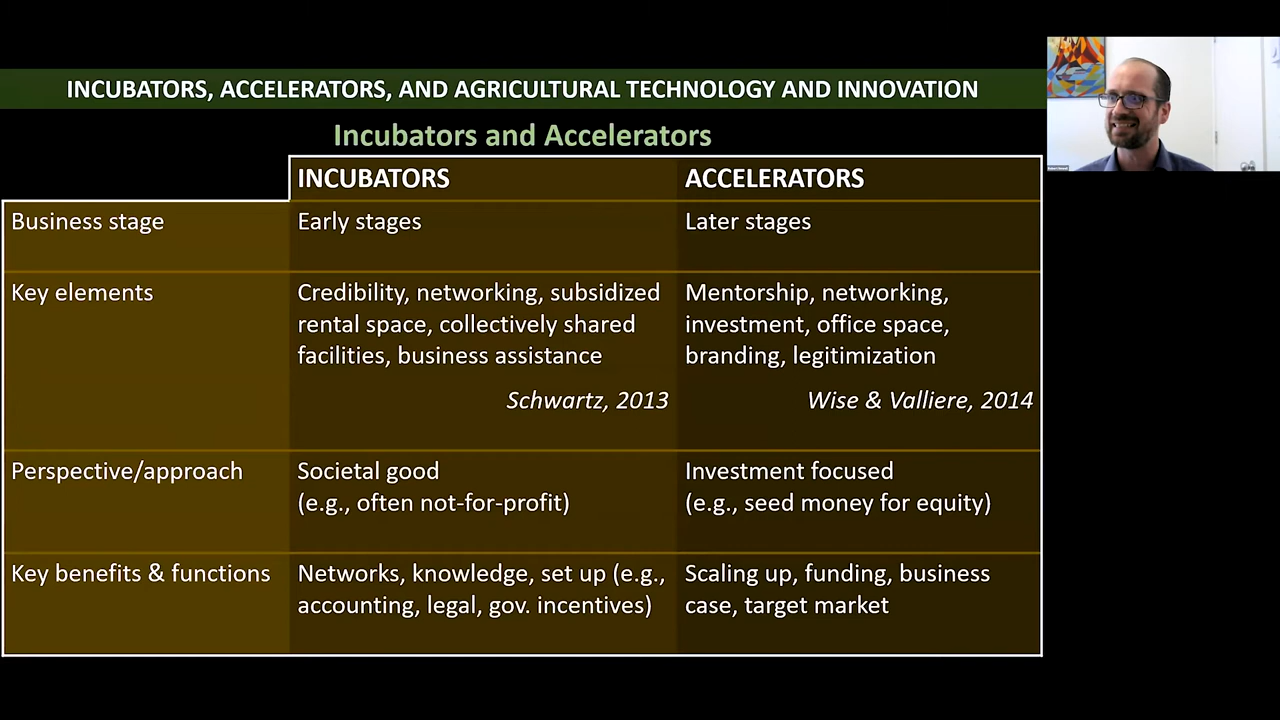 INCUBATORS, ACCELERATORS, AND AGRICULTURAL TECHNOLOGY AND INNOVATION
Incubators and Accelerators
INCUBATORS
ACCELERATORS
Business stage
Early stages
Later stages
Key elements
Credibility, networking, subsidized
rental space, collectively shared
facilities, business assistance
Schwartz, 2013
Mentorship, networking,
investment, office space,
branding, legitimization
Wise & Valliere, 2014
Perspective/approach
Societal good
(e.g., often not-for-profit)
Investment focused
(e.g., seed money for equity)
Key benefits & functions
Networks, knowledge, set up (e.g.,
accounting, legal, gov. incentives)
Scaling up, funding, business
case, target market